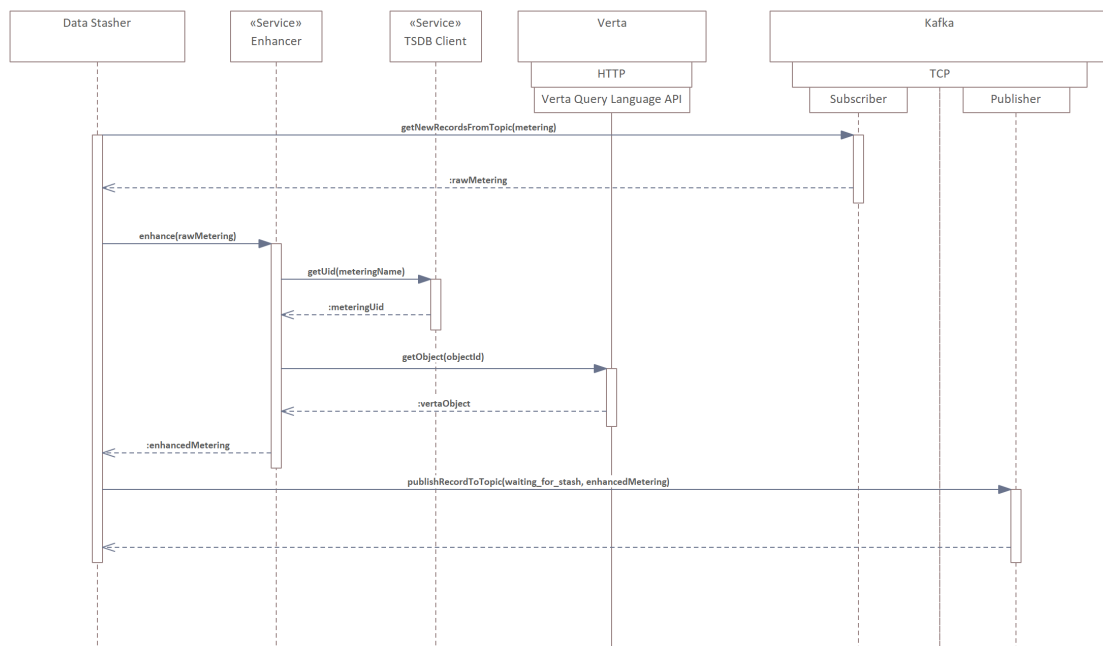 Data Stasher
«Service»
Enhancer
«Service»
TSDB Client
Verta
Kafka
HTTP
TCP
Verta Query Language API
Subscriber
Publisher
getNewRecordsFromTopic(metering)
:rawMetering
enhance(rawMetering)
getUid(meteringName)
:meteringUid
getObject(objectId)
:vertaObject
:enhancedMetering
publishRecordToTopic(waiting_for_stash, enhancedMetering)